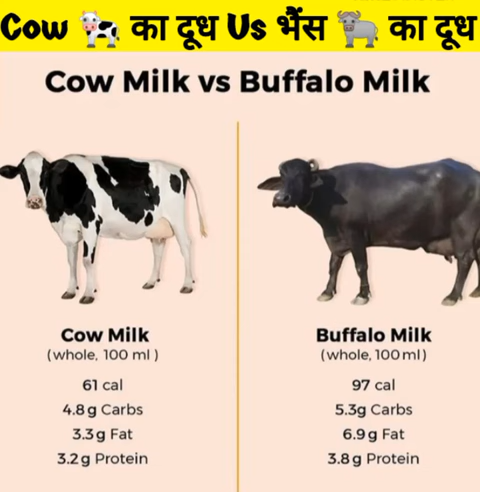 Cow 🐄 का दूध Us भैंस 🐃 का दूध
Cow Milk vs Buffalo Milk
Cow Milk
(whole, 100 ml )
61 cal
4.8g Carbs
3.3g Fat
3.2g Protein
Buffalo Milk
(whole, 100 ml)
97 cal
5.3g Carbs
6.9g Fat
3.8g Protein